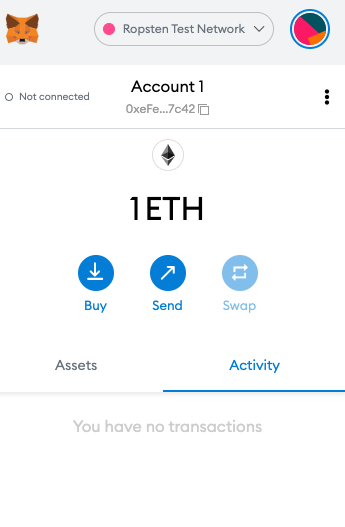 Ropsten Test Network
Not connected
Account 1
0xeFe...7c42
1 ETH
Buy
Send
Swap
Assets
Activity
You have no transactions